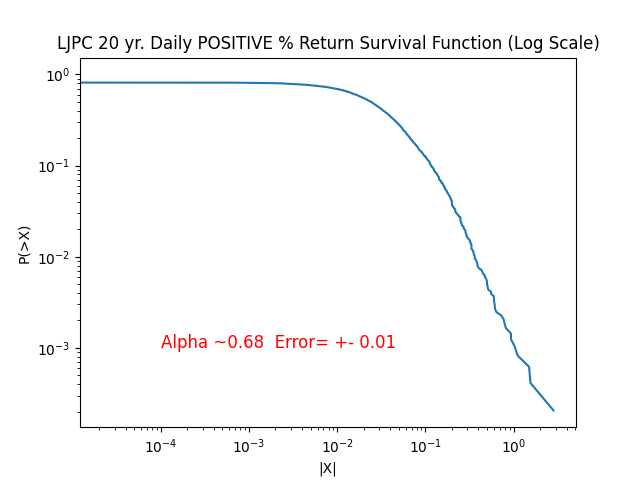 LJPC 20 yr. Daily POSITIVE % Return Survival Function (Log Scale)
10⁰
10⁻¹
10⁻²
10⁻³
P(>X)
Alpha ~0.68  Error= +- 0.01
10⁻⁴ 10⁻³ 10⁻² 10⁻¹ 10⁰
|X|